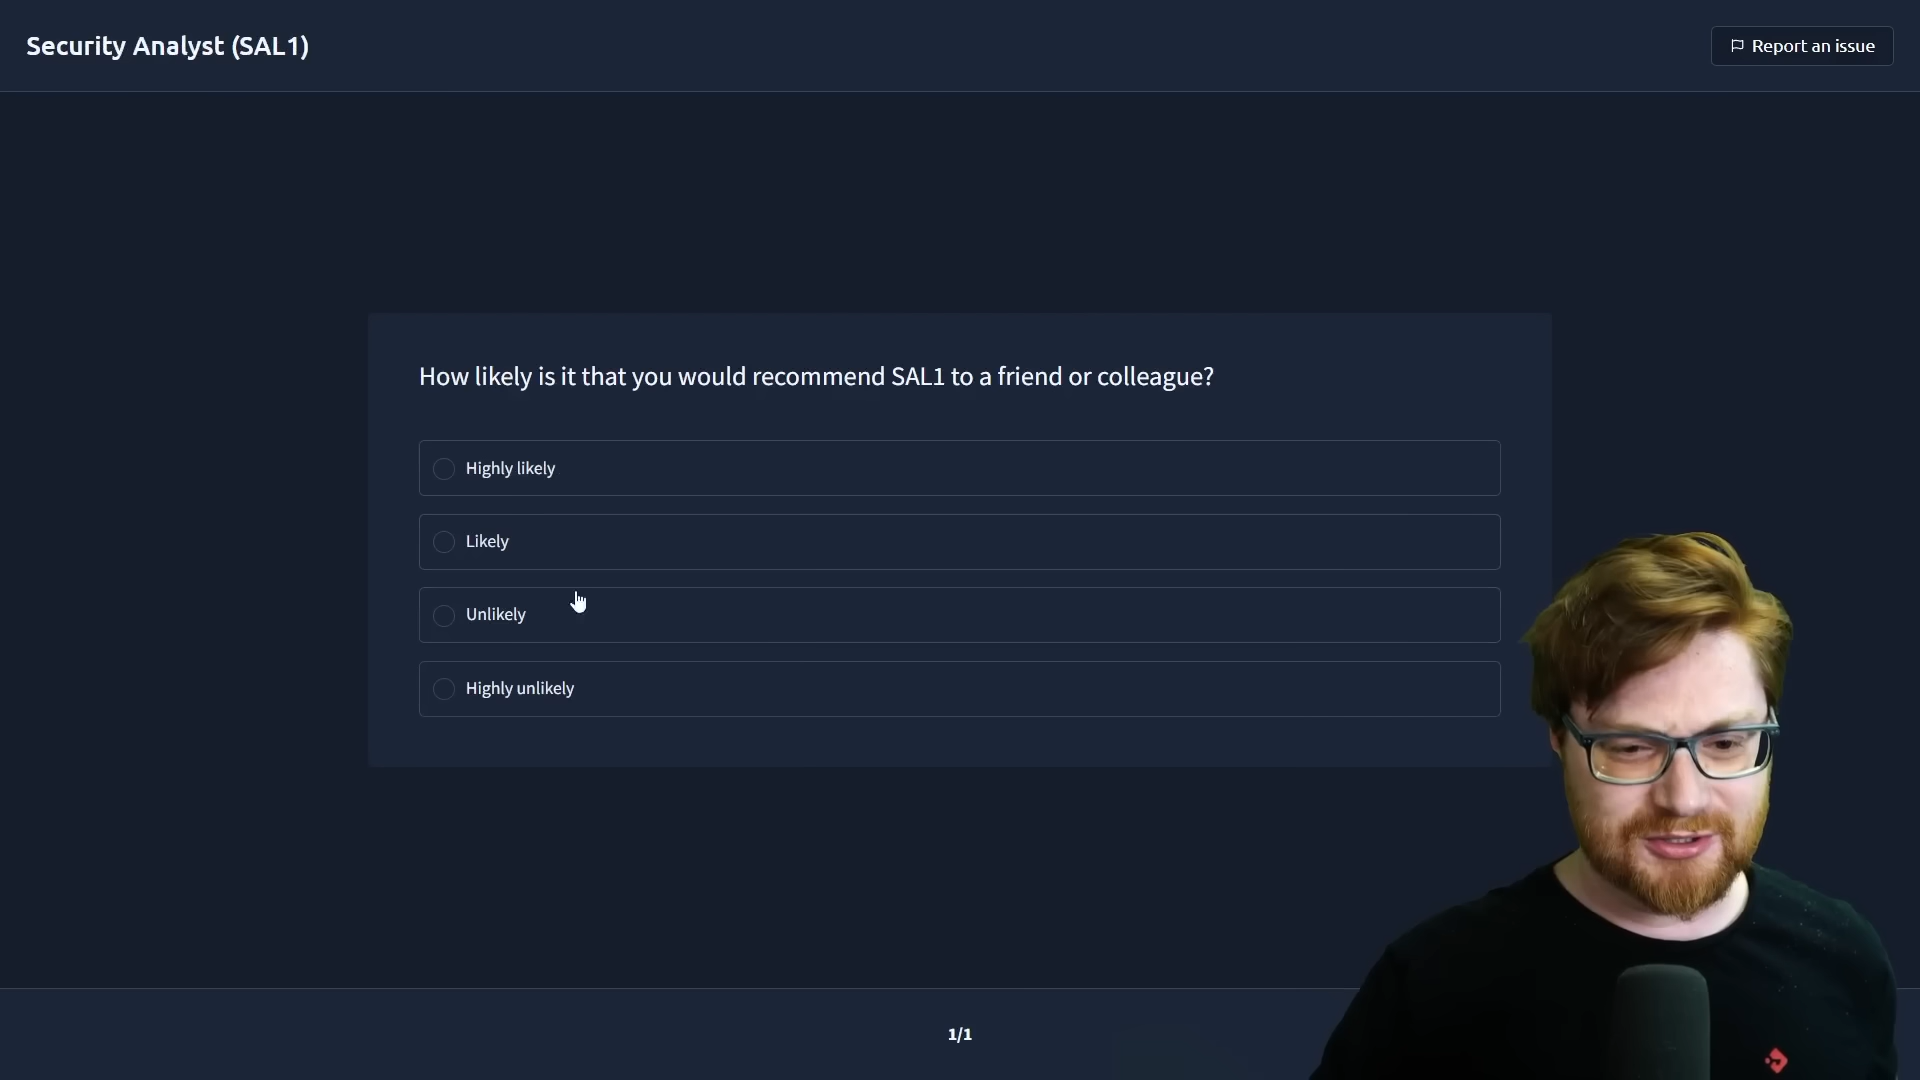 Security Analyst (SAL1)
Report an issue
How likely is it that you would recommend SAL1 to a friend or colleague?
Highly likely
Likely
Unlikely
Highly unlikely
1/1